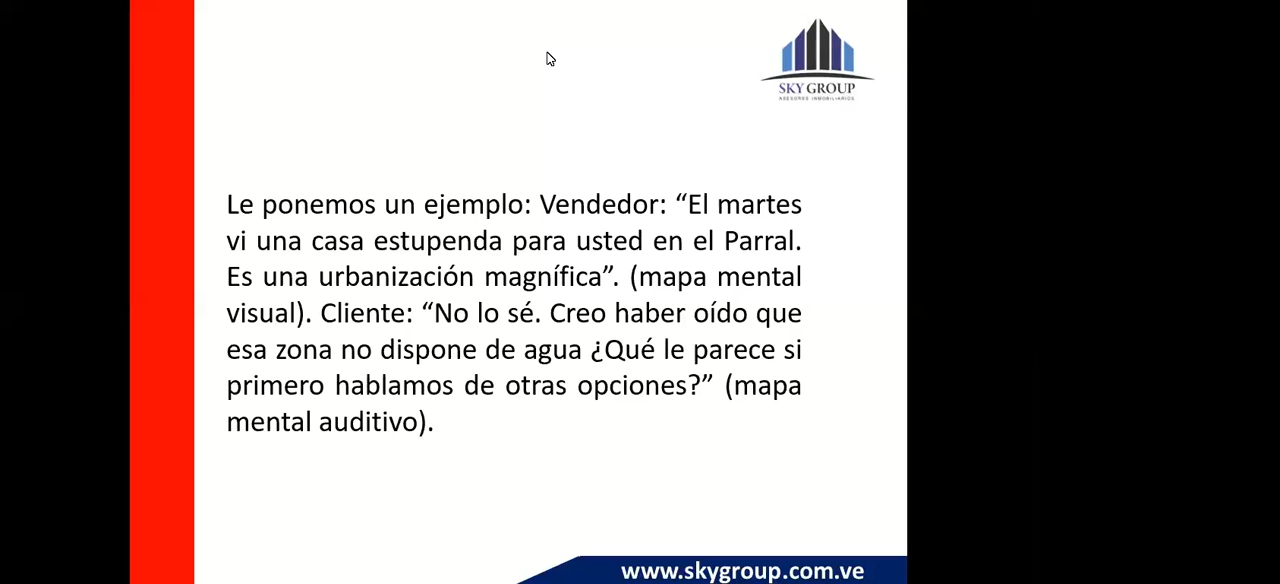 SKY GROUP
ASESORES INMOBILIARIOS
Le ponemos un ejemplo: Vendedor: “El martes
vi una casa estupenda para usted en el Parral.
Es una urbanización magnífica”. (mapa mental
visual). Cliente: “No lo sé. Creo haber oído que
esa zona no dispone de agua ¿Qué le parece si
primero hablamos de otras opciones?” (mapa
mental auditivo).
www.skygroup.com.ve